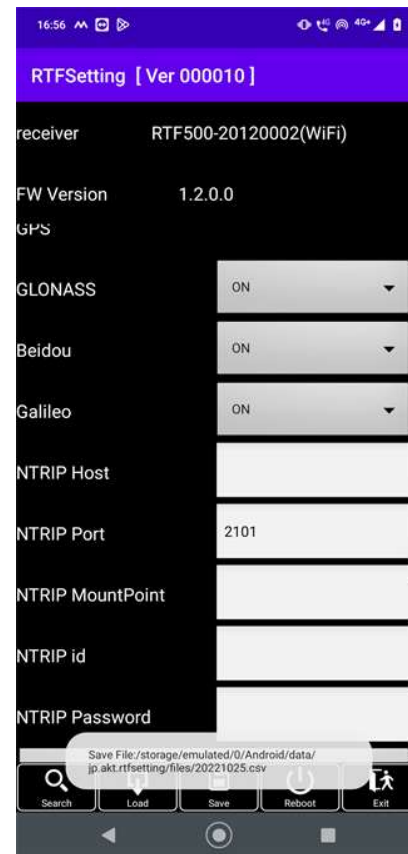 16:56 4G 4G+
RTFSetting [ Ver 000010 ]
receiver RTF500-20120002(WiFi)
FW Version 1.2.0.0
GPS
GLONASS ON
Beidou ON
Galileo ON
NTRIP Host
NTRIP Port 2101
NTRIP MountPoint
NTRIP id
NTRIP Password
Save File:/storage/emulated/0/Android/data/
jp.akt.rtfsetting/files/20221025.csv
Search Load Save Reboot Exit